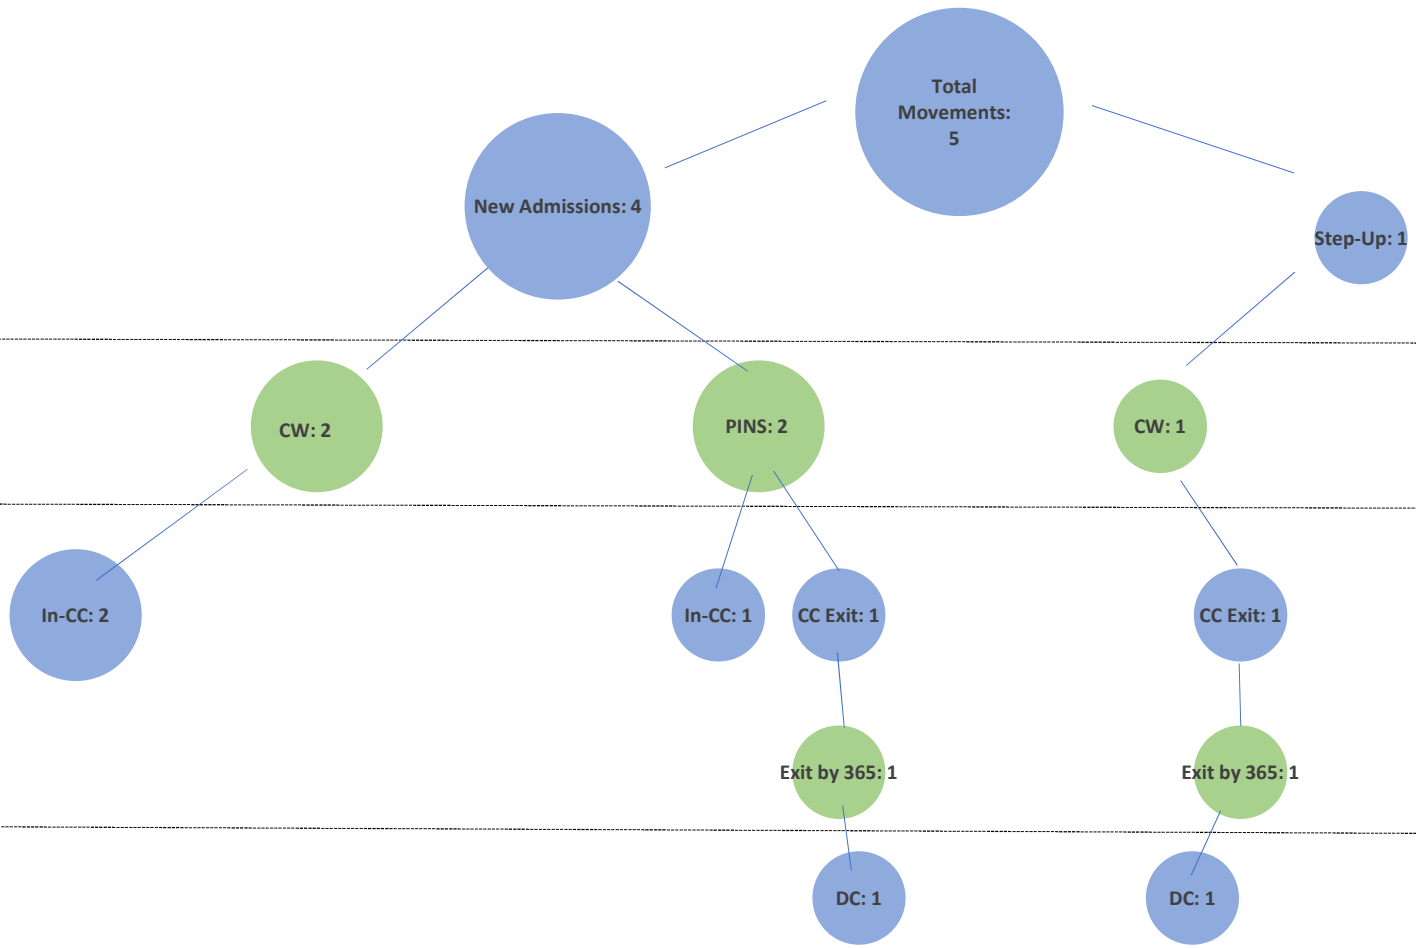 Total
Movements:
5
New Admissions: 4
Step-Up: 1
CW: 2
PINS: 2
CW: 1
In-CC: 2
In-CC: 1
CC Exit: 1
CC Exit: 1
Exit by 365: 1
Exit by 365: 1
DC: 1
DC: 1